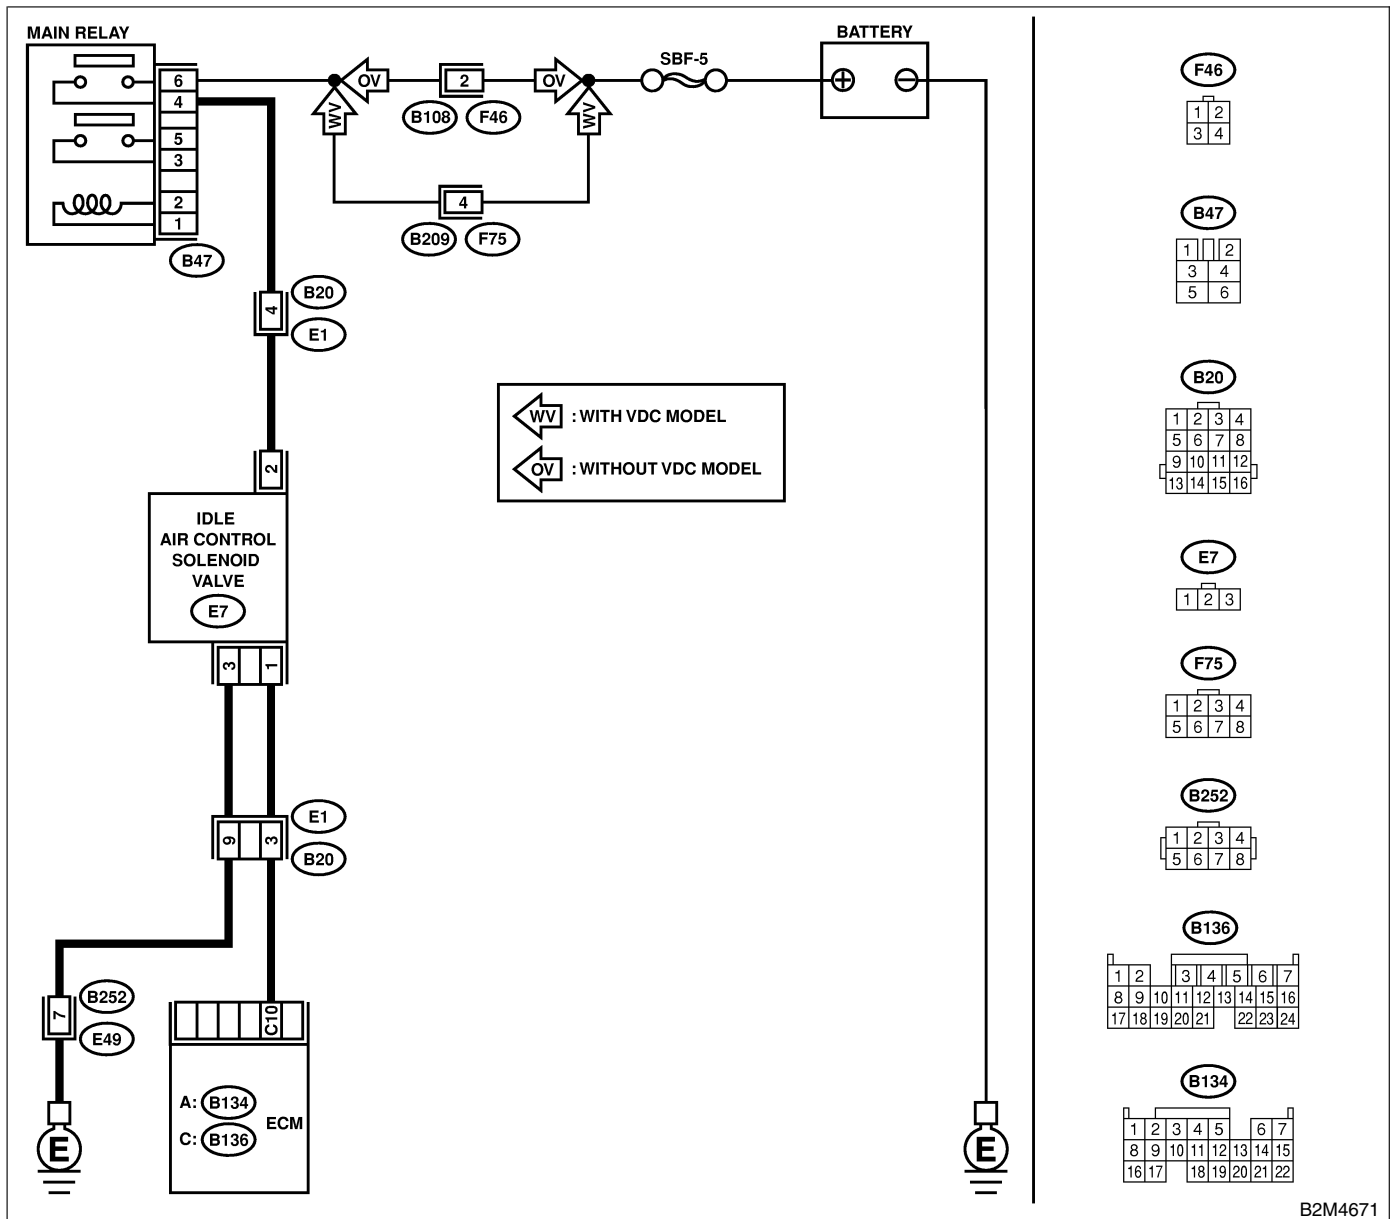 MAIN RELAY
BATTERY
SBF-5
6
4
5
3
2
1
B47
OV
2
OV
WV
WV
B108
F46
4
B209
F75
4
B20
E1
WV : WITH VDC MODEL
OV : WITHOUT VDC MODEL
2
IDLE
AIR CONTROL
SOLENOID
VALVE
E7
3 1
E1
9 3
B20
B252
7
E49
C10
A: B134
C: B136
ECM
E
E
F46
1 2
3 4
B47
1 2
3 4
5 6
B20
1 2 3 4
5 6 7 8
9 10 11 12
13 14 15 16
E7
1 2 3
F75
1 2 3 4
5 6 7 8
B252
1 2 3 4
5 6 7 8
B136
1 2 3 4 5 6 7
8 9 10 11 12 13 14 15 16
17 18 19 20 21 22 23 24
B134
1 2 3 4 5 6 7
8 9 10 11 12 13 14 15
16 17 18 19 20 21 22
B2M4671